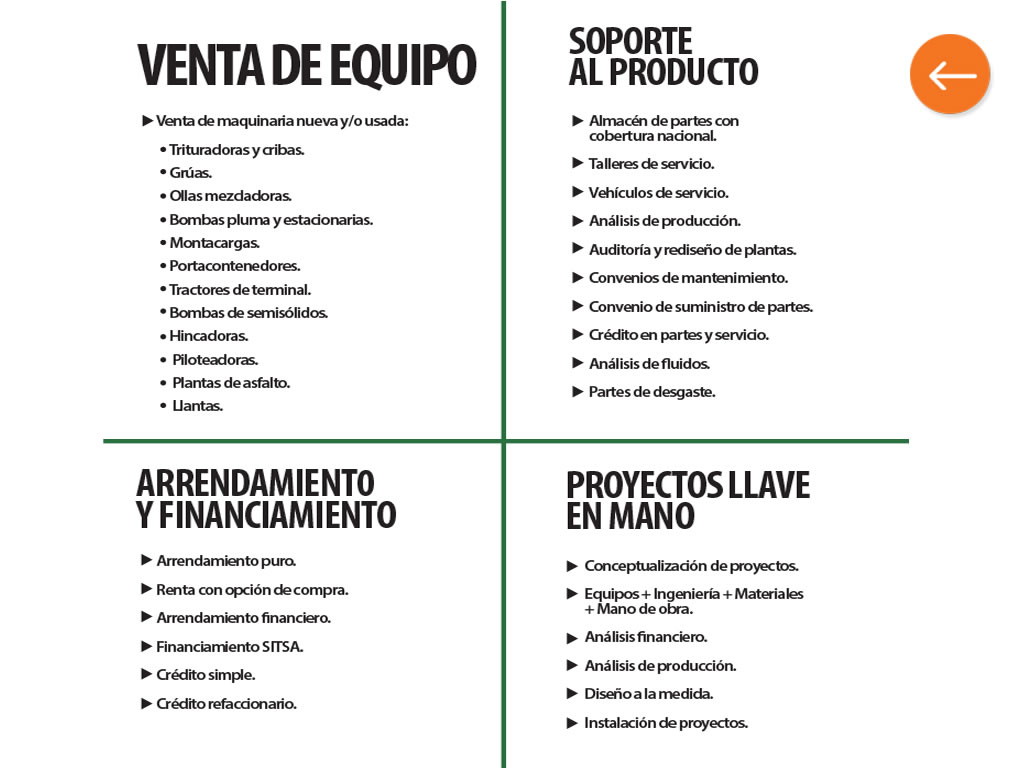 VENTA DE EQUIPO
▶ Venta de maquinaria nueva y/o usada:
• Trituradoras y cribas.
• Grúas.
• Ollas mezcladoras.
• Bombas pluma y estacionarias.
• Montacargas.
• Portacontenedores.
• Tractores de terminal.
• Bombas de semisólidos.
• Hincadoras.
• Piloteadoras.
• Plantas de asfalto.
• Llantas.
SOPORTE
AL PRODUCTO
▶ Almacén de partes con
cobertura nacional.
▶ Talleres de servicio.
▶ Vehículos de servicio.
▶ Análisis de producción.
▶ Auditoría y rediseño de plantas.
▶ Convenios de mantenimiento.
▶ Convenio de suministro de partes.
▶ Crédito en partes y servicio.
▶ Análisis de fluidos.
▶ Partes de desgaste.
ARRENDAMIENTO
Y FINANCIAMIENTO
▶ Arrendamiento puro.
▶ Renta con opción de compra.
▶ Arrendamiento financiero.
▶ Financiamiento SITSA.
▶ Crédito simple.
▶ Crédito refaccionario.
PROYECTOS LLAVE
EN MANO
▶ Conceptualización de proyectos.
▶ Equipos + Ingeniería + Materiales
+ Mano de obra.
▶ Análisis financiero.
▶ Análisis de producción.
▶ Diseño a la medida.
▶ Instalación de proyectos.